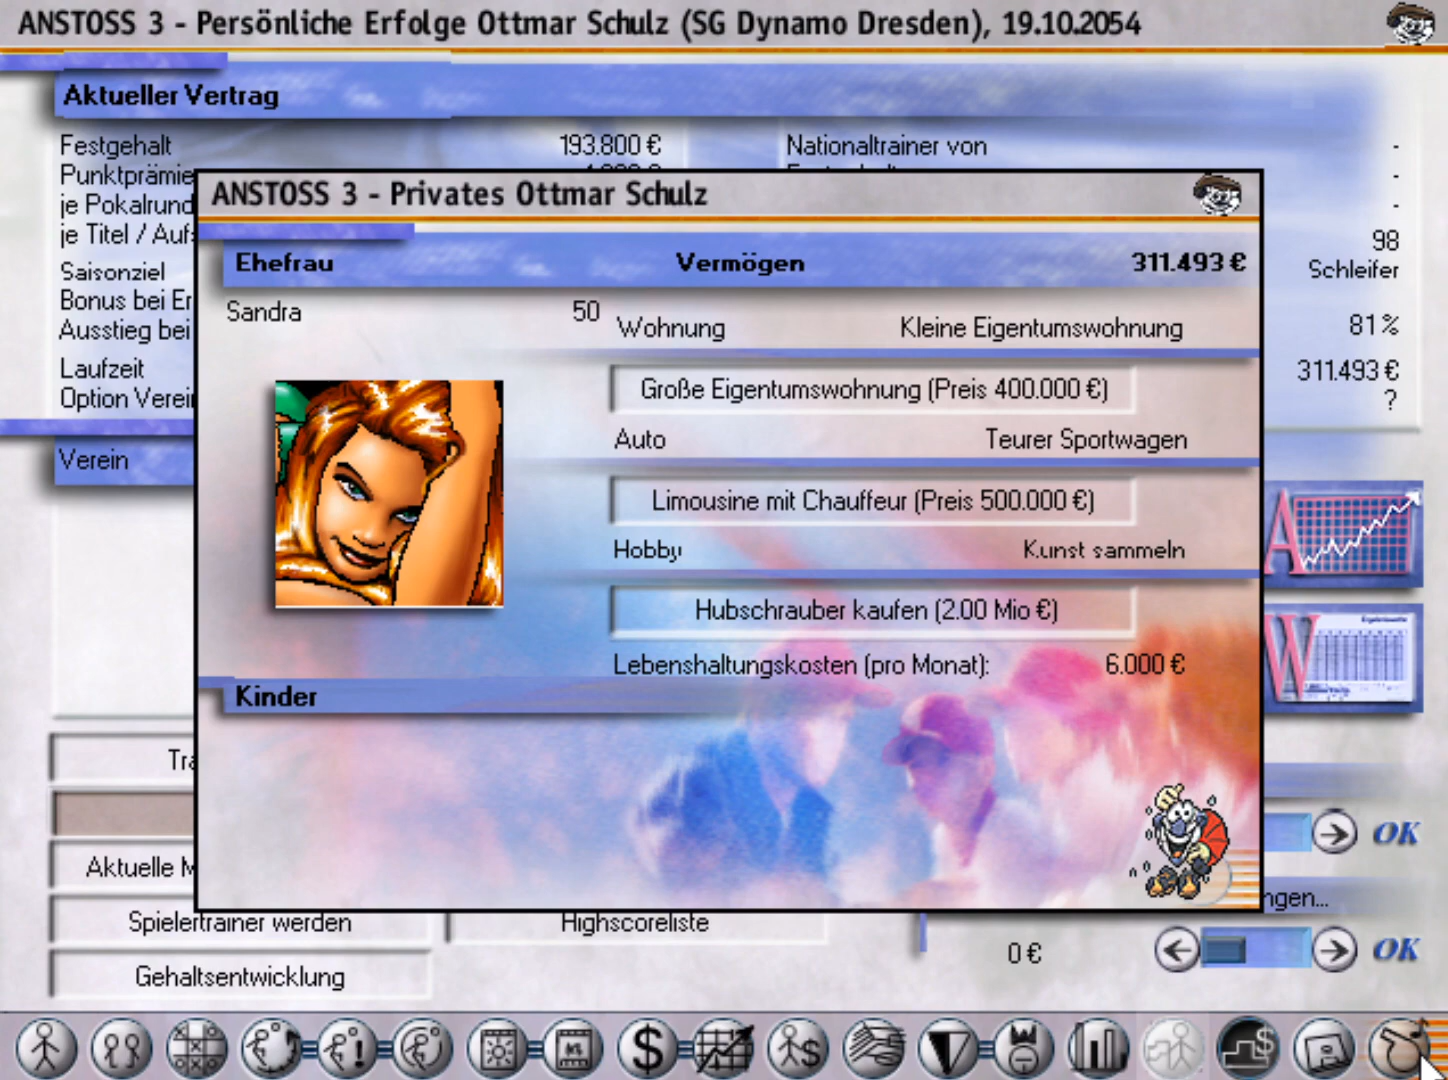 ANSTOSS 3 - Persönliche Erfolge Ottmar Schulz (SG Dynamo Dresden), 19.10.2054
Aktueller Vertrag
Festgehalt 193.800 € Nationaltrainer von -
Punktprämie -
je Pokalrund -
je Titel / Auf 98
Saisonziel Schleifer
Bonus bei Er
Ausstieg bei 81%
Laufzeit 311.493 €
Option Verei ?
Verein
ANSTOSS 3 - Privates Ottmar Schulz
Ehefrau Vermögen 311.493 €
Sandra 50
Wohnung Kleine Eigentumswohnung
Große Eigentumswohnung (Preis 400.000 €)
Auto Teurer Sportwagen
Limousine mit Chauffeur (Preis 500.000 €)
Hobby Kunst sammeln
Hubschrauber kaufen (2.00 Mio €)
Lebenshaltungskosten (pro Monat): 6.000 €
Kinder
A
W
Tra
OK
Aktuelle M
ngen...
Spielertrainer werden Highscoreliste
0 € OK
Gehaltsentwicklung